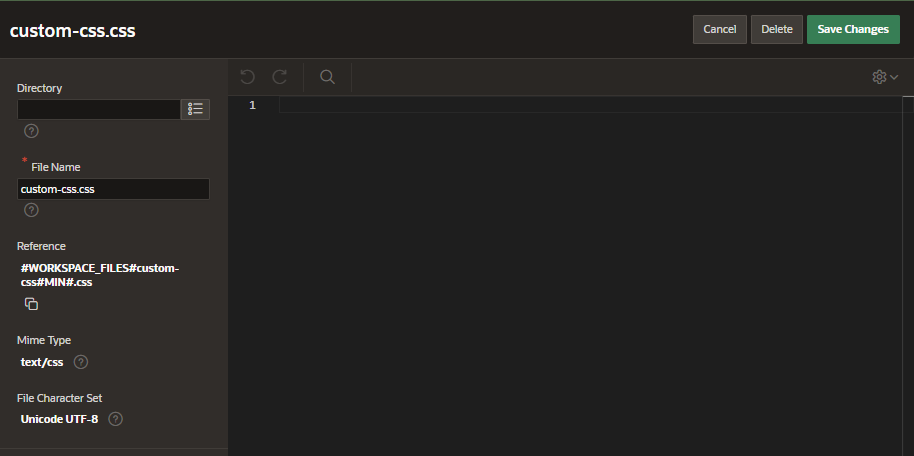 custom-css.css
Cancel
Delete
Save Changes
Directory
?
* File Name
custom-css.css
?
Reference
#WORKSPACE_FILES#custom-
css#MIN#.css
Mime Type
text/css ?
File Character Set
Unicode UTF-8 ?
1